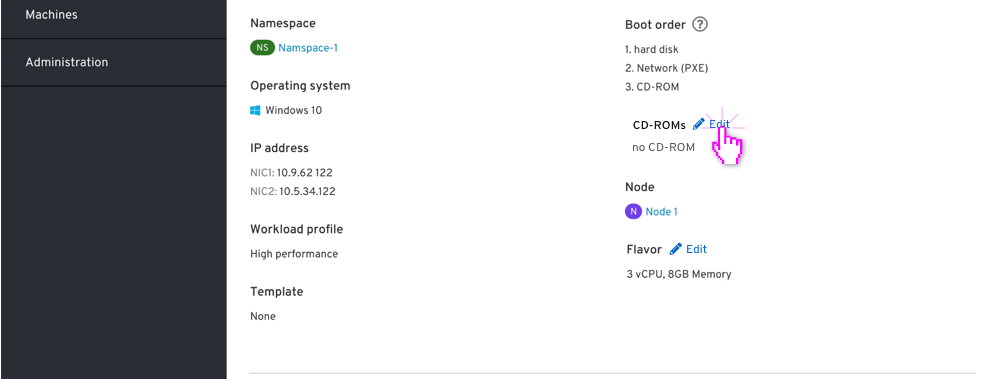 Machines
Administration
Namespace
NS Namspace-1
Operating system
Windows 10
IP address
NIC1: 10.9.62 122
NIC2: 10.5.34.122
Workload profile
High performance
Template
None
Boot order ?
1. hard disk
2. Network (PXE)
3. CD-ROM
CD-ROMs Edit
no CD-ROM
Node
N Node 1
Flavor Edit
3 vCPU, 8GB Memory